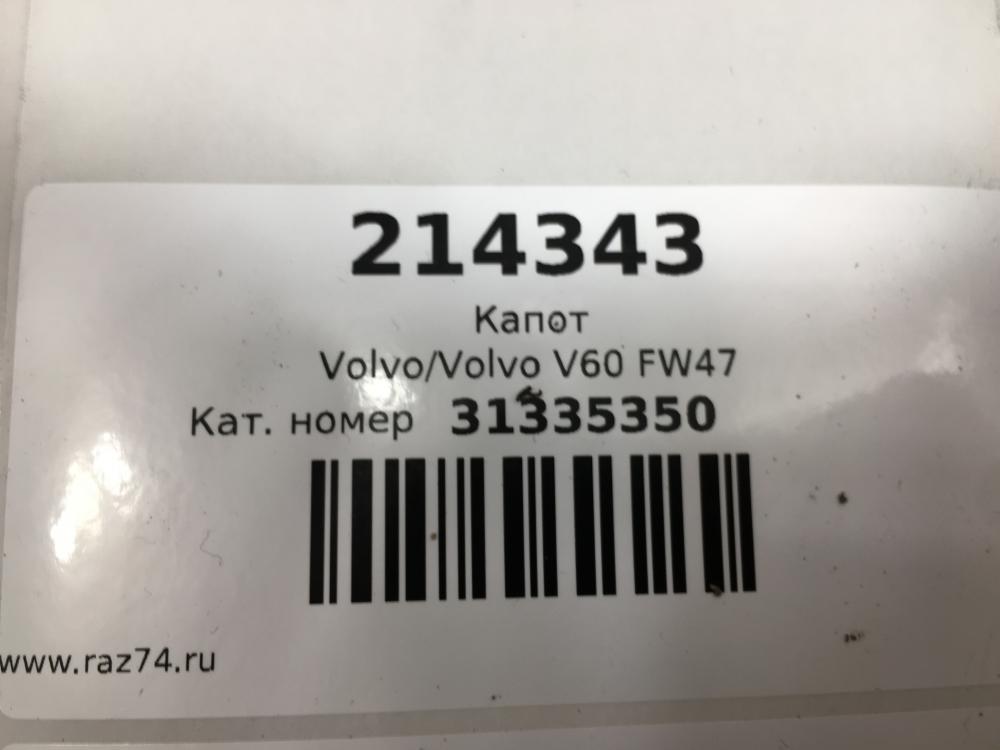 214343
Капот
Volvo/Volvo V60 FW47
Кат. номер 31335350
www.raz74.ru